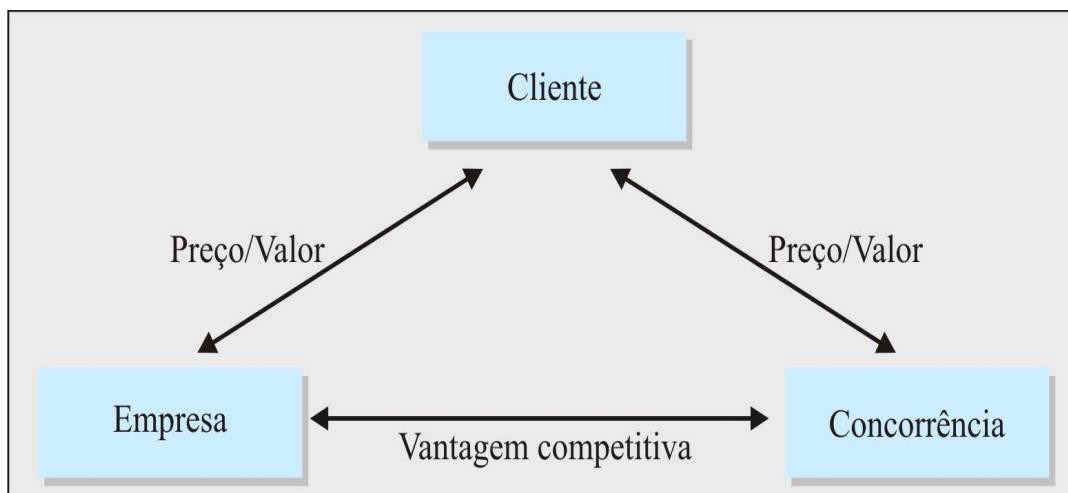 Cliente
Preço/Valor
Preço/Valor
Empresa
Concorrência
Vantagem competitiva